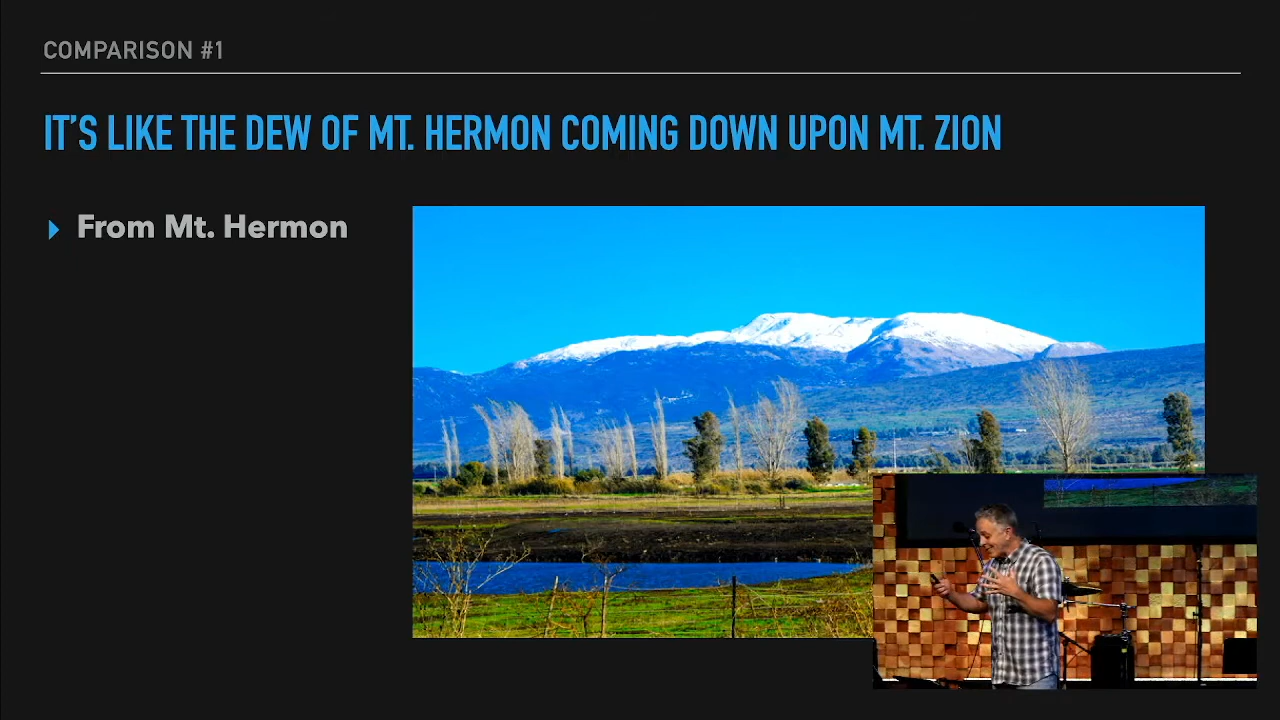 COMPARISON #1
IT'S LIKE THE DEW OF MT. HERMON COMING DOWN UPON MT. ZION
From Mt. Hermon